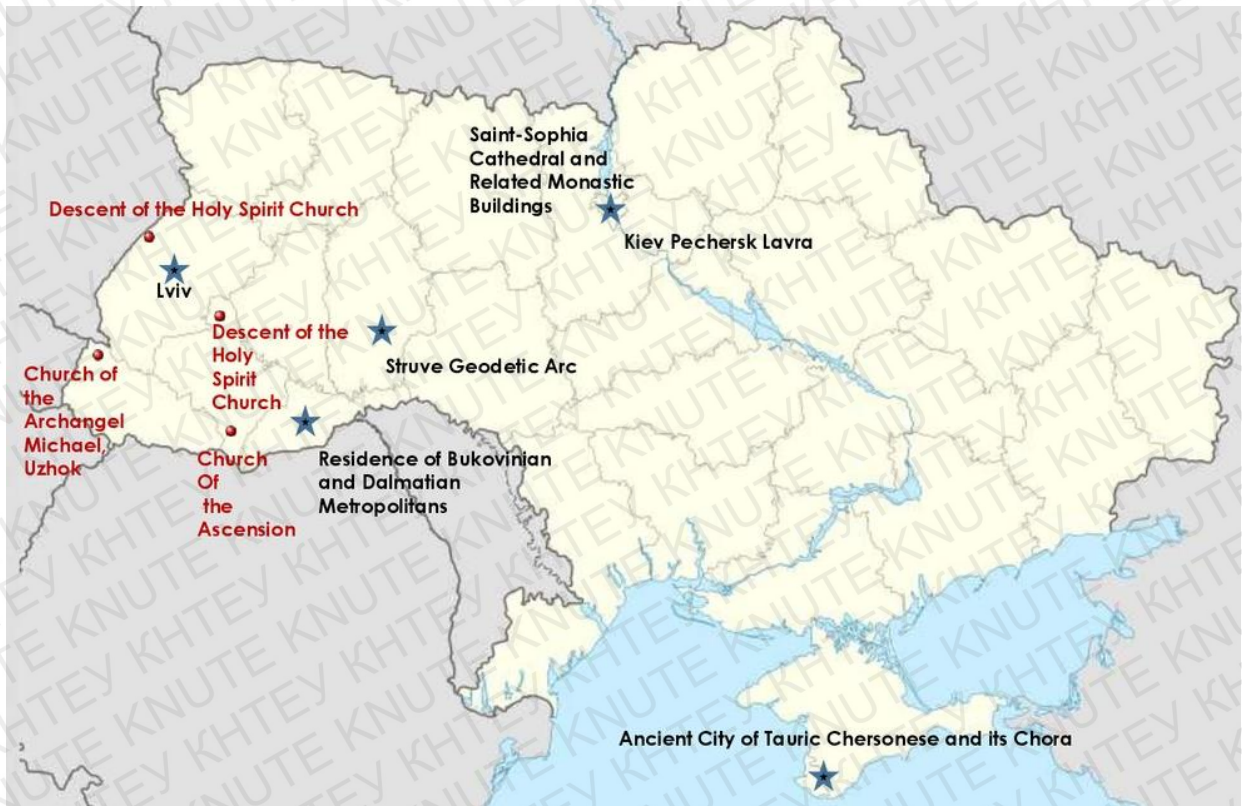 Saint-Sophia
Cathedral and
Related Monastic
Buildings
Kiev Pechersk Lavra
Descent of the Holy Spirit Church
Lviv
Descent of the
Holy
Spirit
Church
Struve Geodetic Arc
Church of
the
Archangel
Michael,
Uzhok
Church
Of
the
Ascension
Residence of Bukovinian
and Dalmatian
Metropolitans
Ancient City of Tauric Chersonese and its Chora
KNUTE КНТЕУ